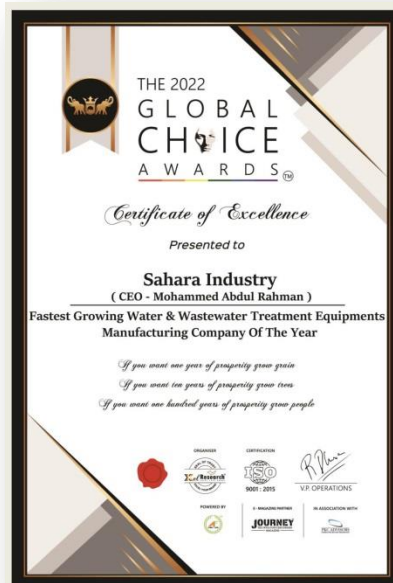 THE 2022
GLOBAL
CHOICE
AWARDS
TM
Certificate of Excellence
Presented to
Sahara Industry
( CEO - Mohammed Abdul Rahman )
Fastest Growing Water & Wastewater Treatment Equipments
Manufacturing Company Of The Year
If you want one year of prosperity grow grain
If you want ten years of prosperity grow trees
If you want one hundred years of prosperity grow people
ORGANISER
CERTIFICATION
Research
ISO
9001 : 2015
V.P. OPERATIONS
POWERED BY
E - MAGAZINE PARTNER
IN ASSOCIATION WITH
JOURNEY